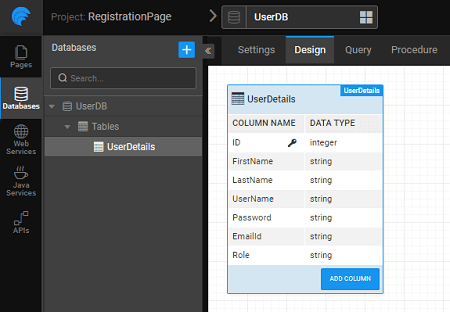 Project: RegistrationPage
UserDB
Pages
Databases
Web Services
Java Services
APIs
Databases
+
Search...
UserDB
Tables
UserDetails
Settings Design Query Procedure
UserDetails
UserDetails
COLUMN NAME DATA TYPE
ID integer
FirstName string
LastName string
UserName string
Password string
EmailId string
Role string
ADD COLUMN